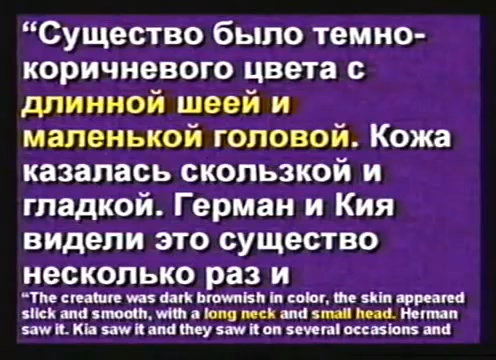 “Существо было темно-
коричневого цвета с
длинной шеей и
маленькой головой. Кожа
казалась скользкой и
гладкой. Герман и Кия
видели это существо
несколько раз и
“The creature was dark brownish in color, the skin appeared
slick and smooth, with a long neck and small head. Herman
saw it. Kia saw it and they saw it on several occasions and